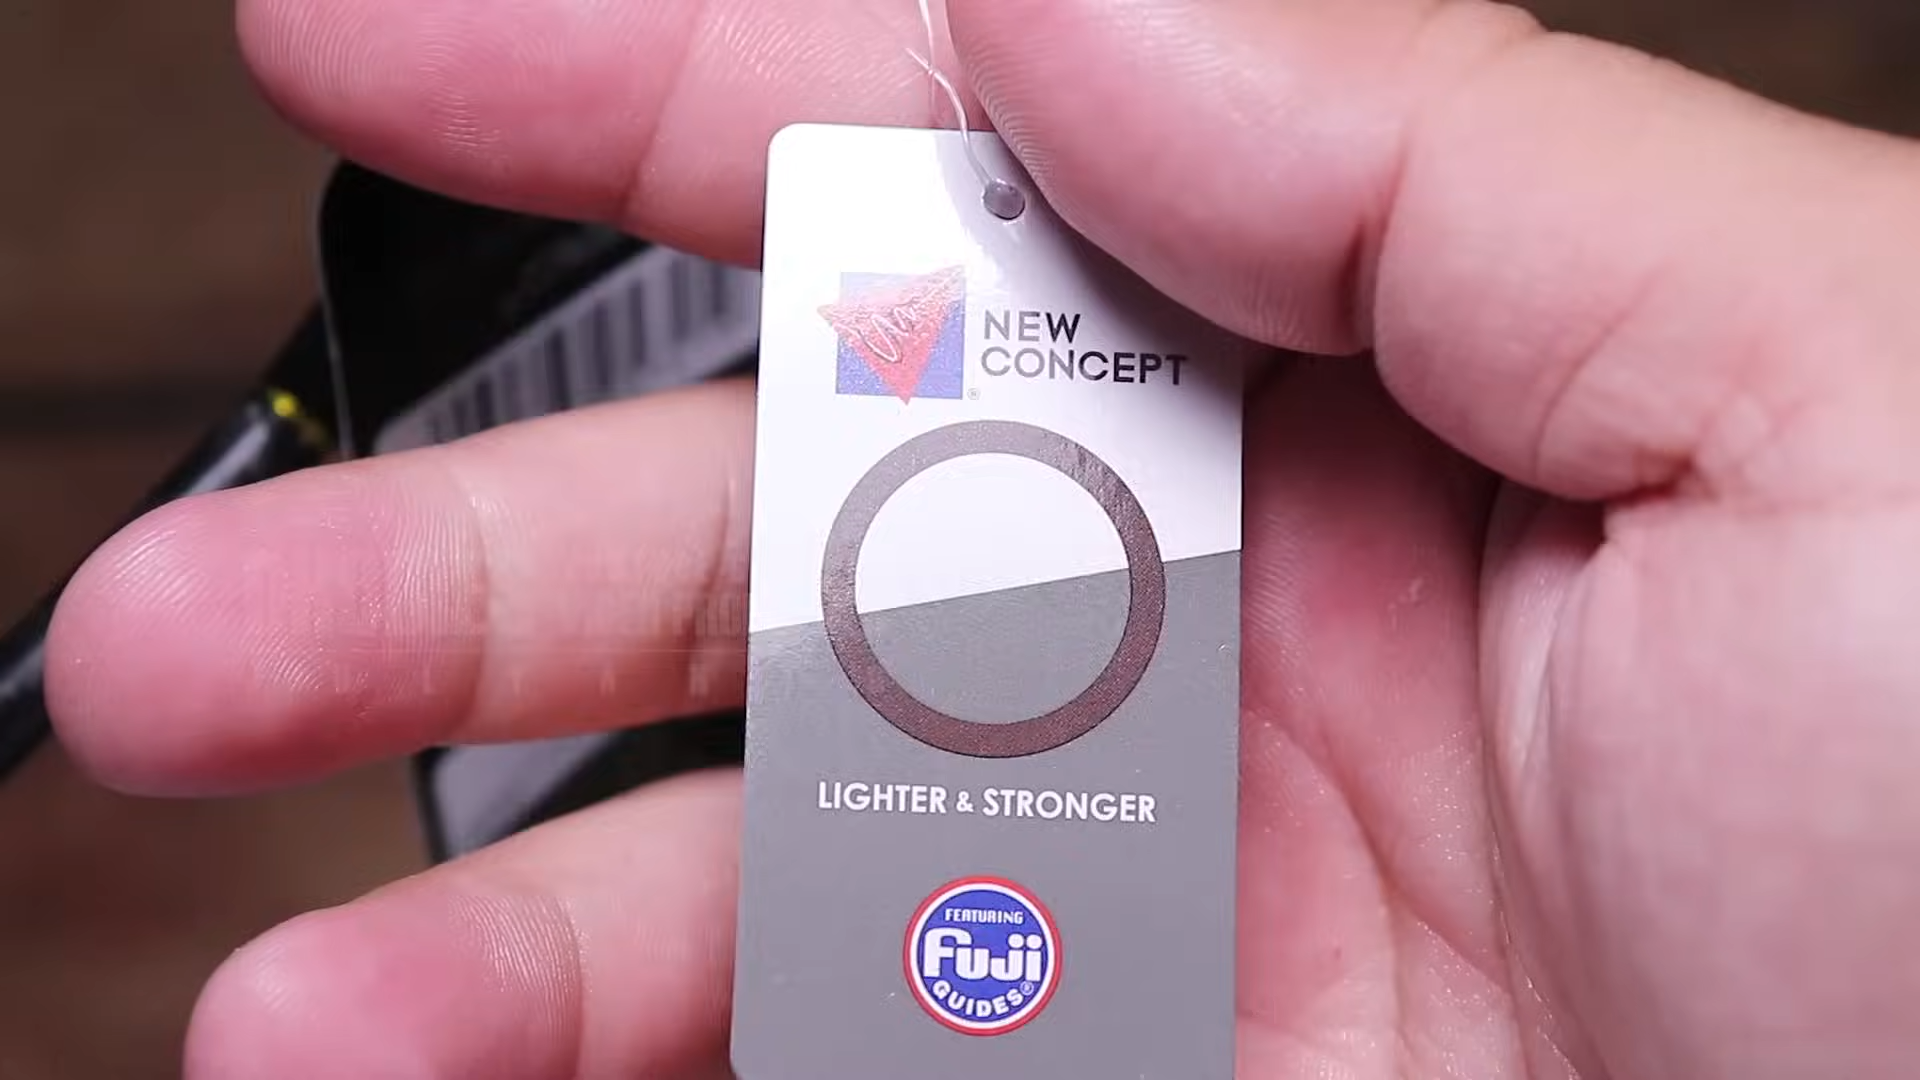 NEW
CONCEPT
®
LIGHTER & STRONGER
FEATURING
Fuji
GUIDES®